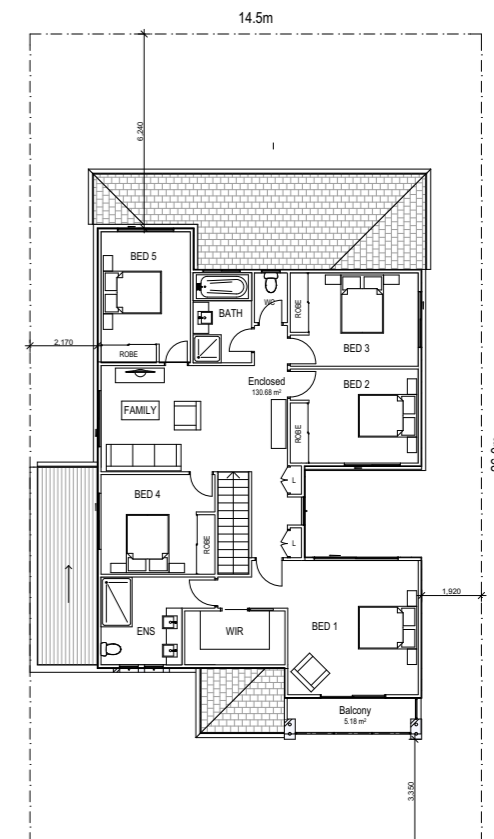 14.5m
6,240
BED 5
BATH
WC
ROBE
BED 3
2,170
ROBE
Enclosed
130.68 m²
BED 2
FAMILY
ROBE
L
BED 4
ROBE
L
1,920
ENS
WIR
BED 1
Balcony
5.18 m²
3,350